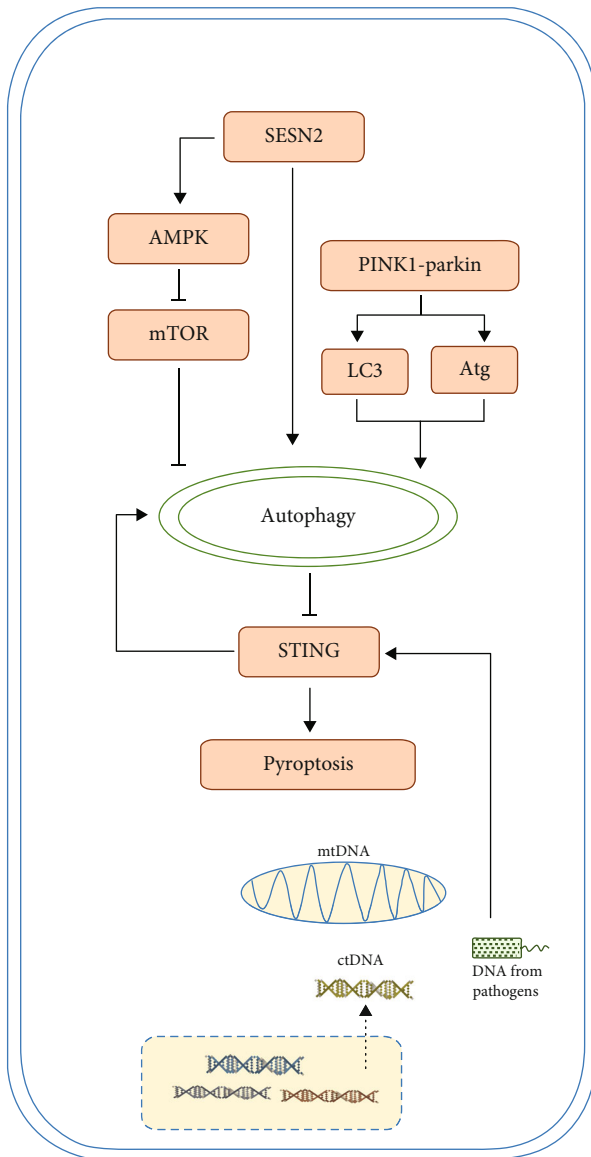 SESN2
AMPK
PINK1-parkin
mTOR
LC3
Atg
Autophagy
STING
Pyroptosis
mtDNA
ctDNA
DNA from
pathogens